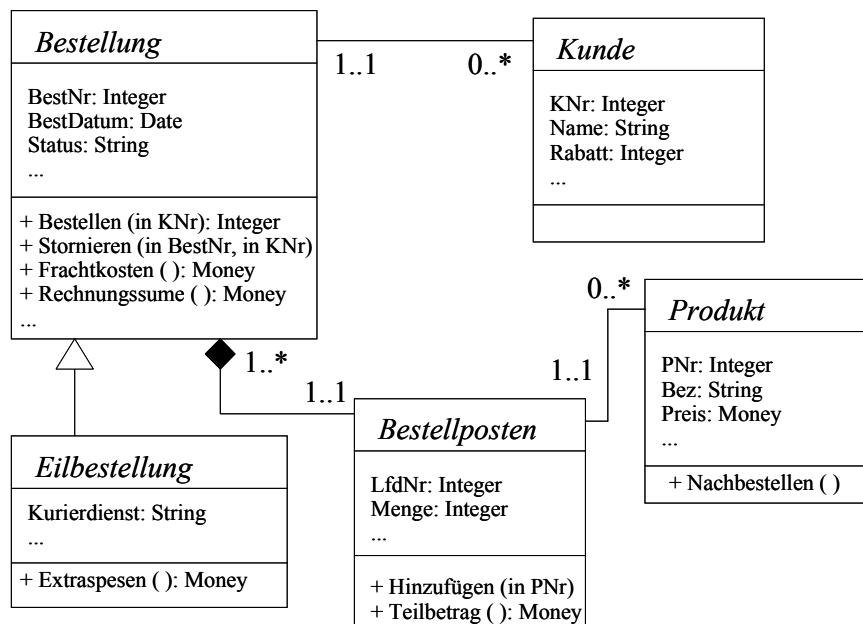 Bestellung
BestNr: Integer
BestDatum: Date
Status: String
...
+ Bestellen (in KNr): Integer
+ Stornieren (in BestNr, in KNr)
+ Frachtkosten ( ): Money
+ Rechnungssume ( ): Money
...
1..1
0..*
Kunde
KNr: Integer
Name: String
Rabatt: Integer
...
1..*
1..1
0..*
1..1
Produkt
PNr: Integer
Bez: String
Preis: Money
...
+ Nachbestellen ( )
Eilbestellung
Kurierdienst: String
...
+ Extraspesen ( ): Money
Bestellposten
LfdNr: Integer
Menge: Integer
...
+ Hinzufügen (in PNr)
+ Teilbetrag ( ): Money